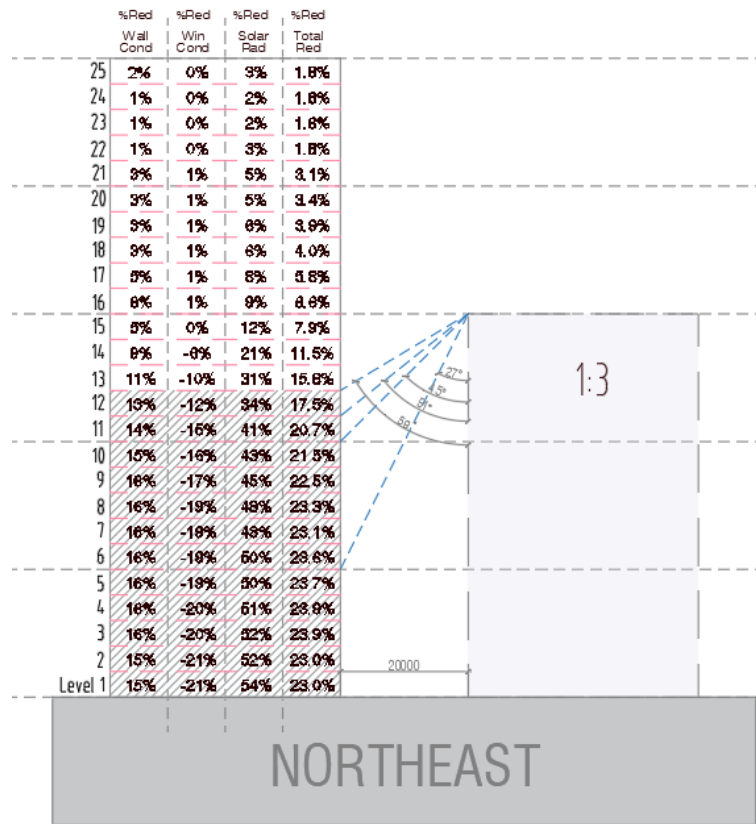 %Red %Red %Red %Red
Wall Cond Win Cond Solar Rad Total Red
25 2% 0% 3% 1.8%
24 1% 0% 2% 1.6%
23 1% 0% 2% 1.6%
22 1% 0% 3% 1.8%
21 3% 1% 5% 3.1%
20 3% 1% 5% 3.4%
19 3% 1% 6% 3.9%
18 3% 1% 6% 4.0%
17 5% 1% 8% 5.8%
16 6% 1% 9% 6.6%
15 5% 0% 12% 7.9%
14 9% -6% 21% 11.5%
13 11% -10% 31% 15.6%
12 13% -12% 34% 17.5%
11 14% -15% 41% 20.7%
10 15% -16% 43% 21.5%
9 16% -17% 45% 22.5%
8 16% -19% 48% 23.3%
7 16% -18% 48% 23.1%
6 16% -19% 50% 23.6%
5 16% -19% 50% 23.7%
4 16% -20% 51% 23.9%
3 16% -20% 52% 23.9%
2 15% -21% 52% 23.0%
Level 1 15% -21% 54% 23.0%
27°
1:3
20000
NORTHEAST